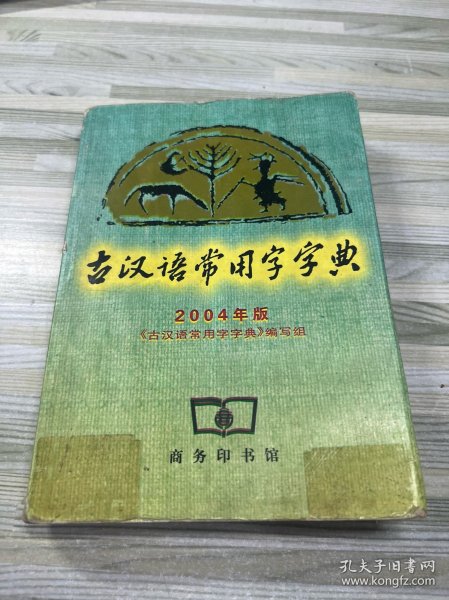 古汉语常用字字典
2004年版
《古汉语常用字字典》编写组
商务印书馆
孔夫子旧书网
www.kongfz.com